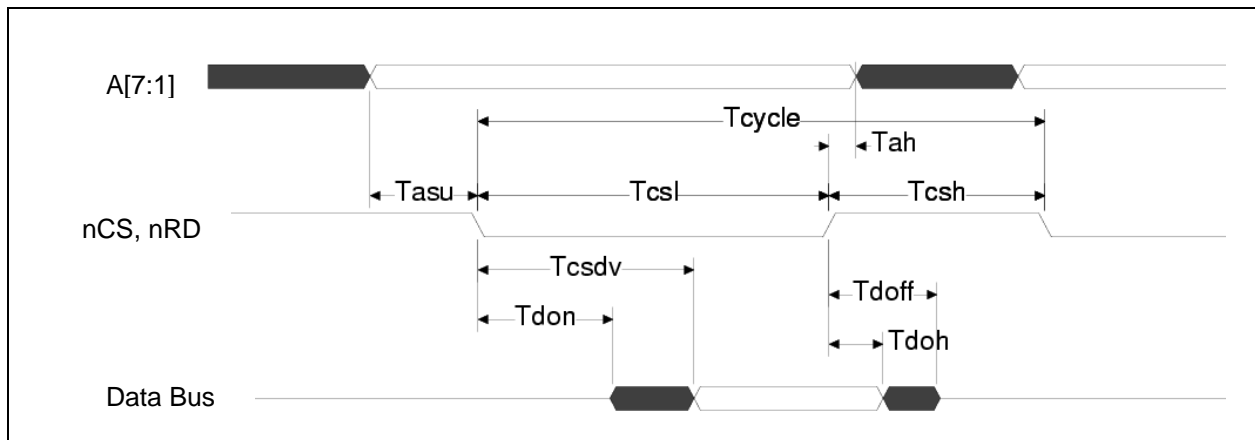 A[7:1]
Tcycle
Tah
Tasu
Tcsl
Tcsh
nCS, nRD
Tcsdv
Tdoff
Tdon
Tdoh
Data Bus